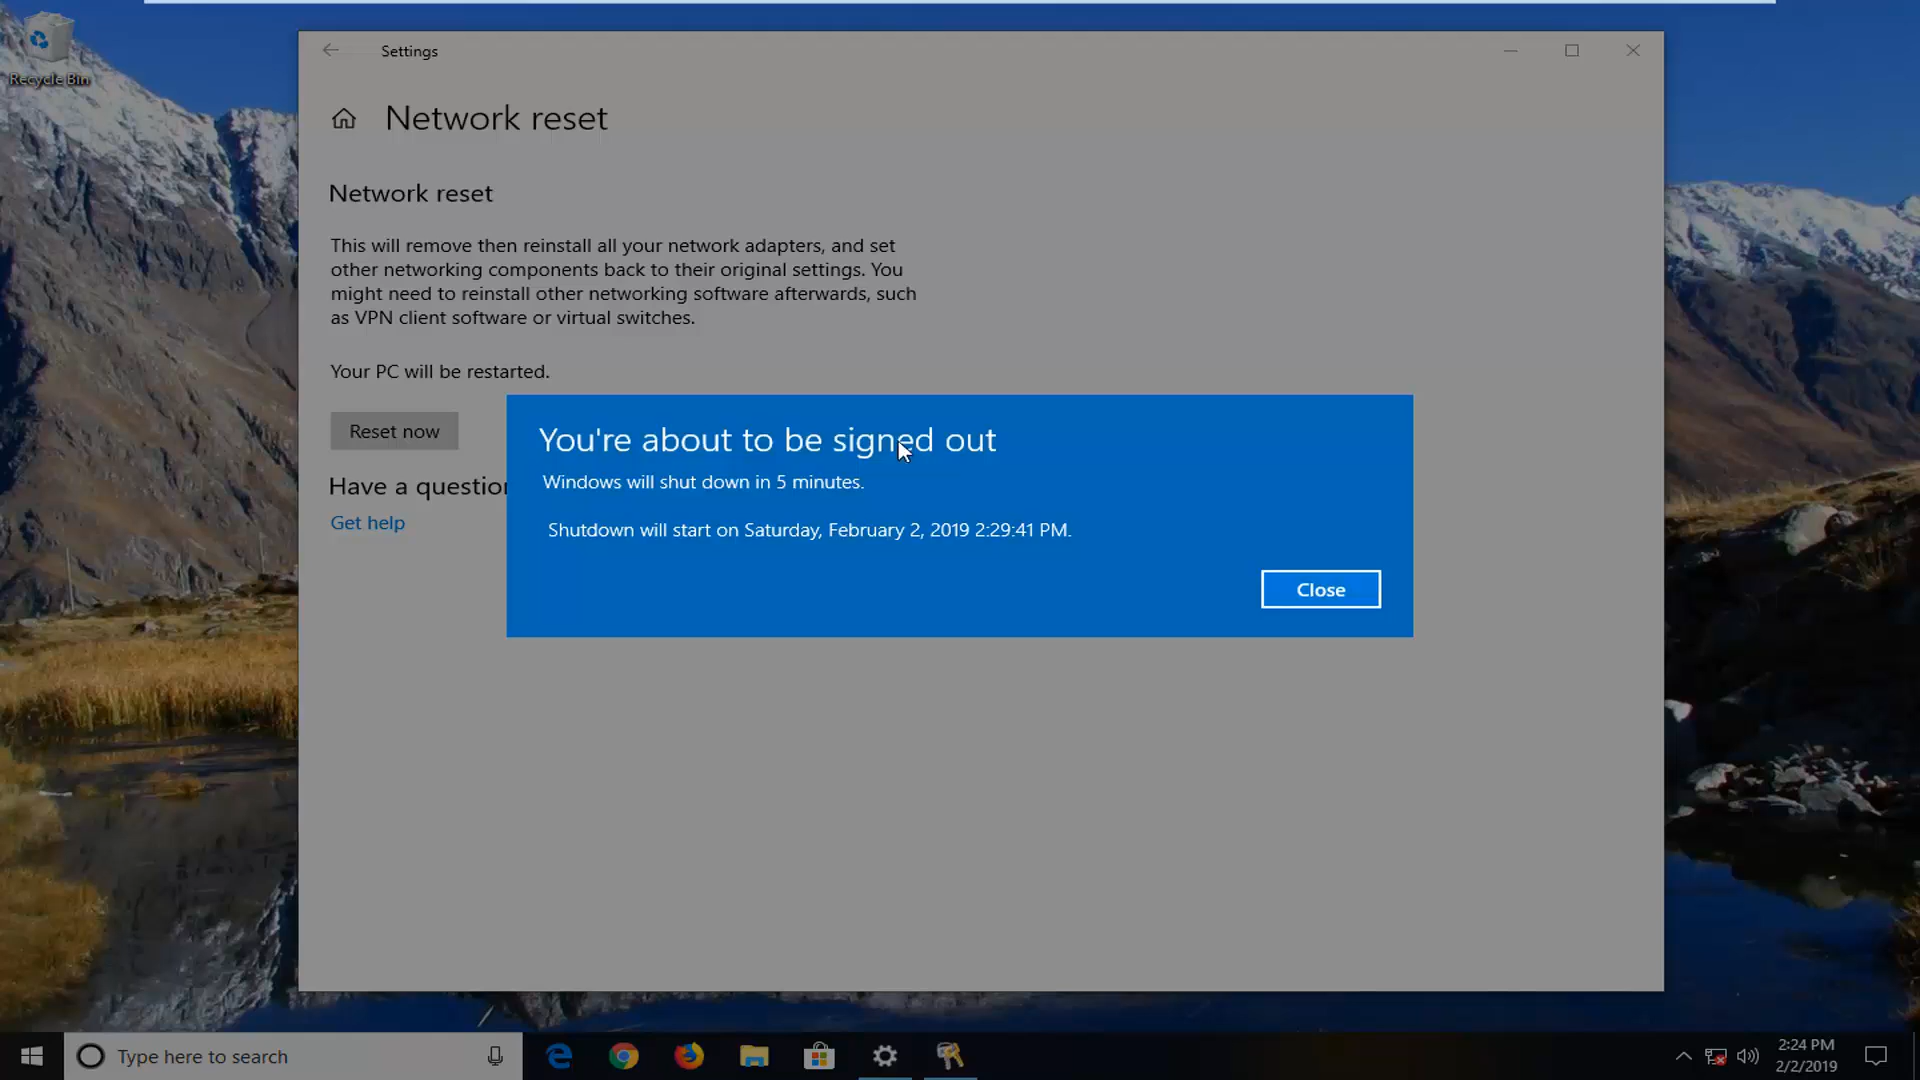 Recycle Bin
Settings
Network reset
Network reset
This will remove then reinstall all your network adapters, and set
other networking components back to their original settings. You
might need to reinstall other networking software afterwards, such
as VPN client software or virtual switches.
Your PC will be restarted.
Reset now
Have a question
Get help
You're about to be signed out
Windows will shut down in 5 minutes.
Shutdown will start on Saturday, February 2, 2019 2:29:41 PM.
Close
Type here to search
2:24 PM
2/2/2019